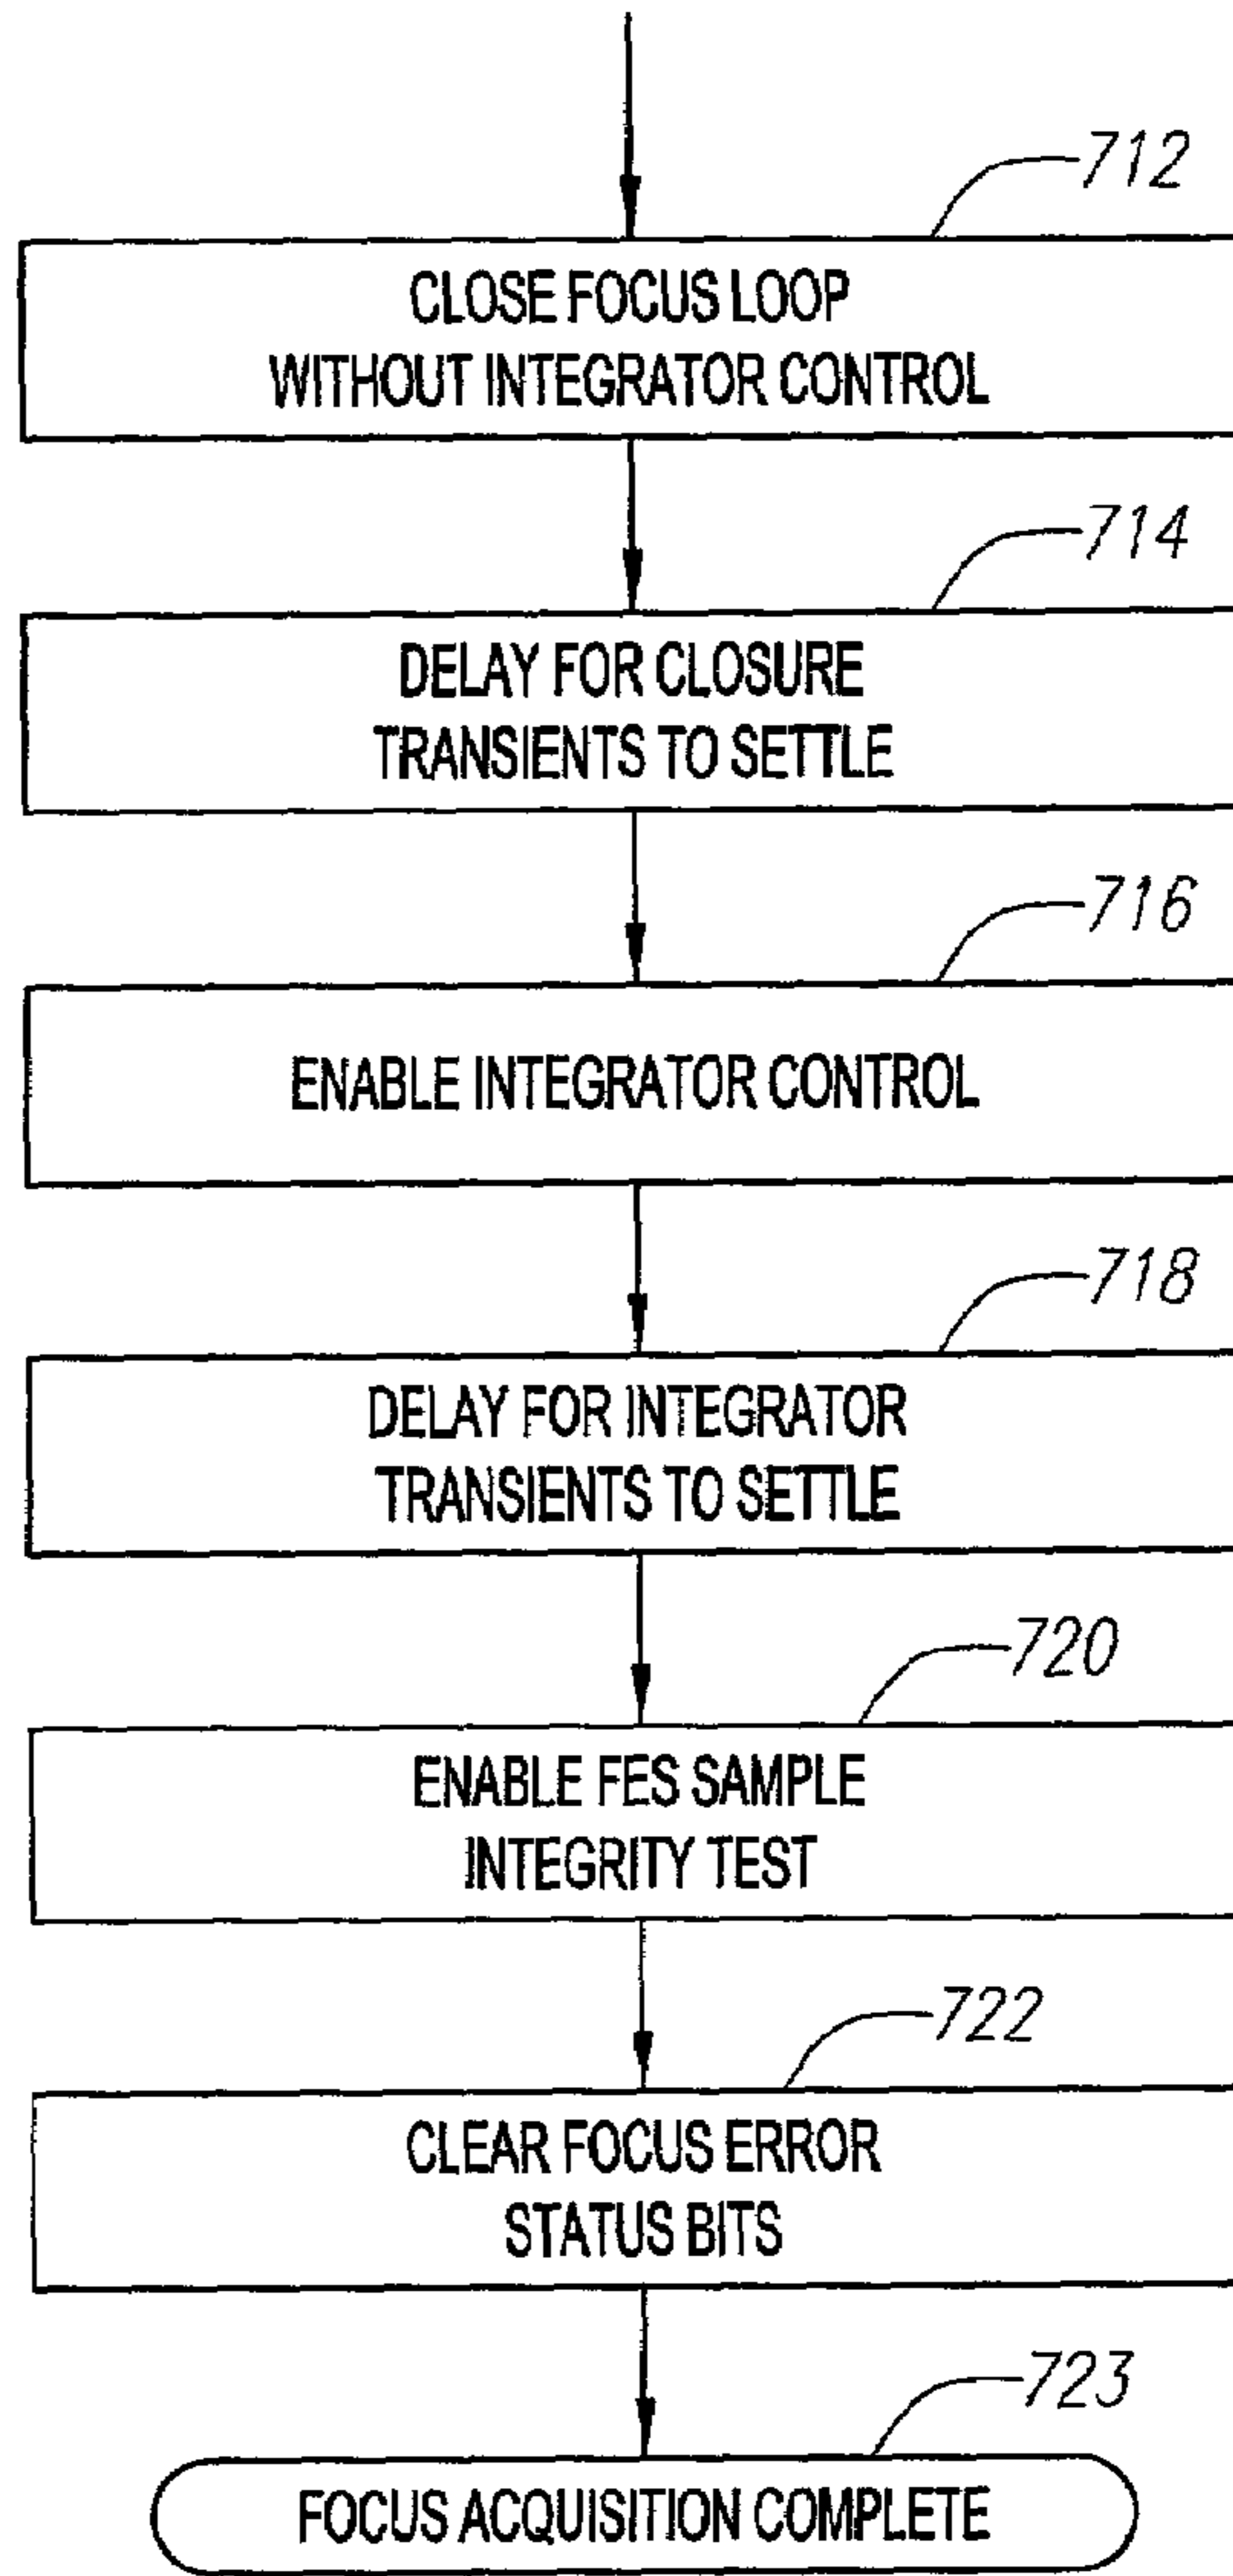 712
CLOSE FOCUS LOOP
WITHOUT INTEGRATOR CONTROL
714
DELAY FOR CLOSURE
TRANSIENTS TO SETTLE
716
ENABLE INTEGRATOR CONTROL
718
DELAY FOR INTEGRATOR
TRANSIENTS TO SETTLE
720
ENABLE FES SAMPLE
INTEGRITY TEST
722
CLEAR FOCUS ERROR
STATUS BITS
723
FOCUS ACQUISITION COMPLETE